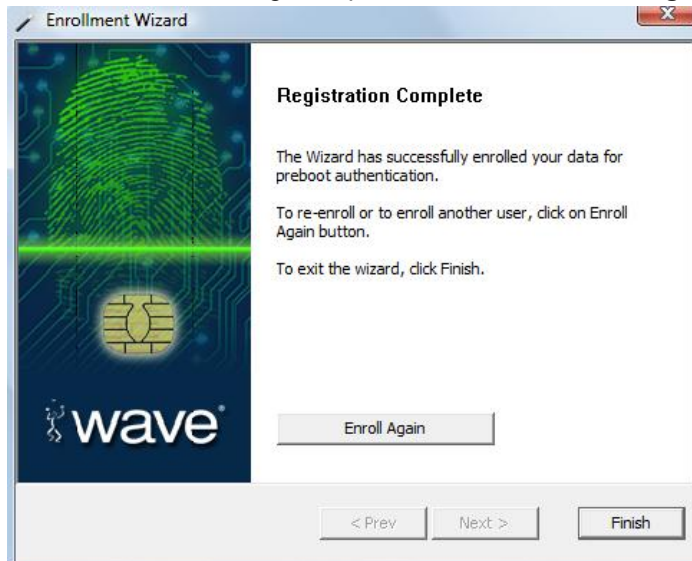 Enrollment Wizard
X
Registration Complete
The Wizard has successfully enrolled your data for
preboot authentication.
To re-enroll or to enroll another user, click on Enroll
Again button.
To exit the wizard, click Finish.
wave
Enroll Again
< Prev
Next >
Finish